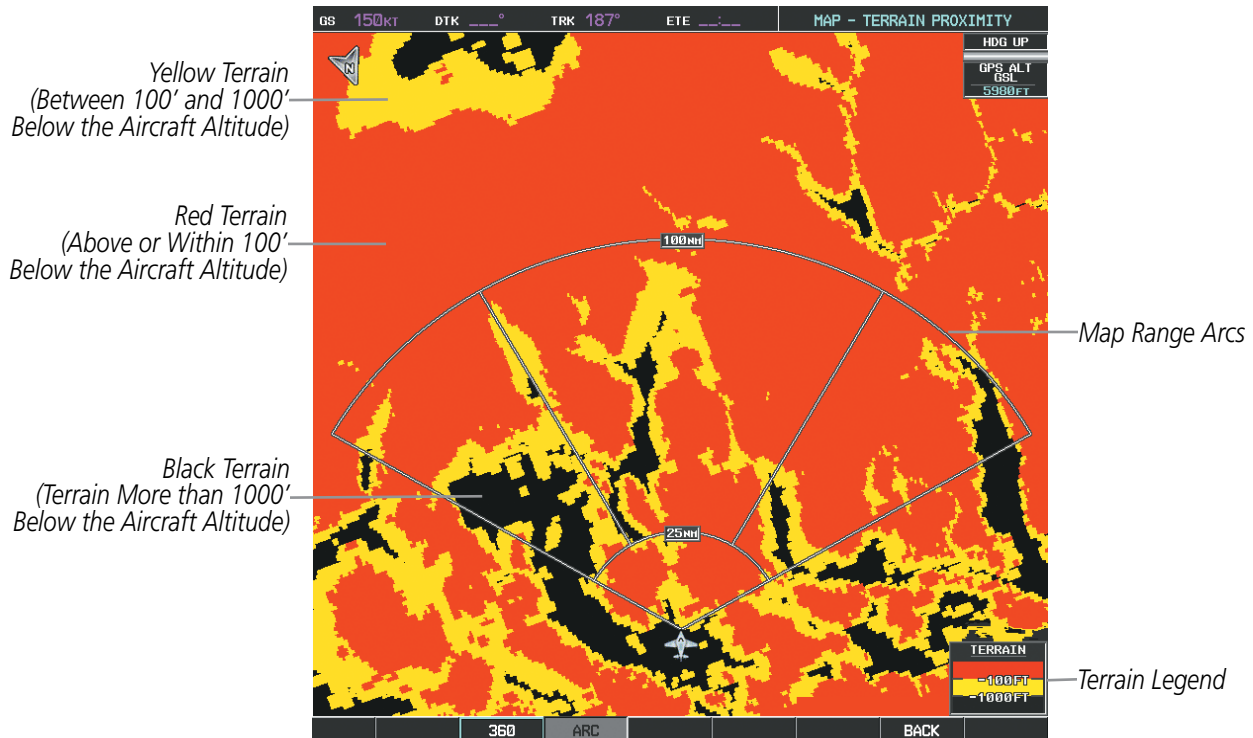 GS 150KT DTK ___° TRK 187° ETE __:__ MAP - TERRAIN PROXIMITY
HDG UP
GPS ALT
GSL
5980FT
N
Yellow Terrain
(Between 100’ and 1000’
Below the Aircraft Altitude)
Red Terrain
(Above or Within 100’
Below the Aircraft Altitude)
100NM
Map Range Arcs
Black Terrain
(Terrain More than 1000’
Below the Aircraft Altitude)
25NM
TERRAIN
-100FT
-1000FT
Terrain Legend
360 ARC BACK